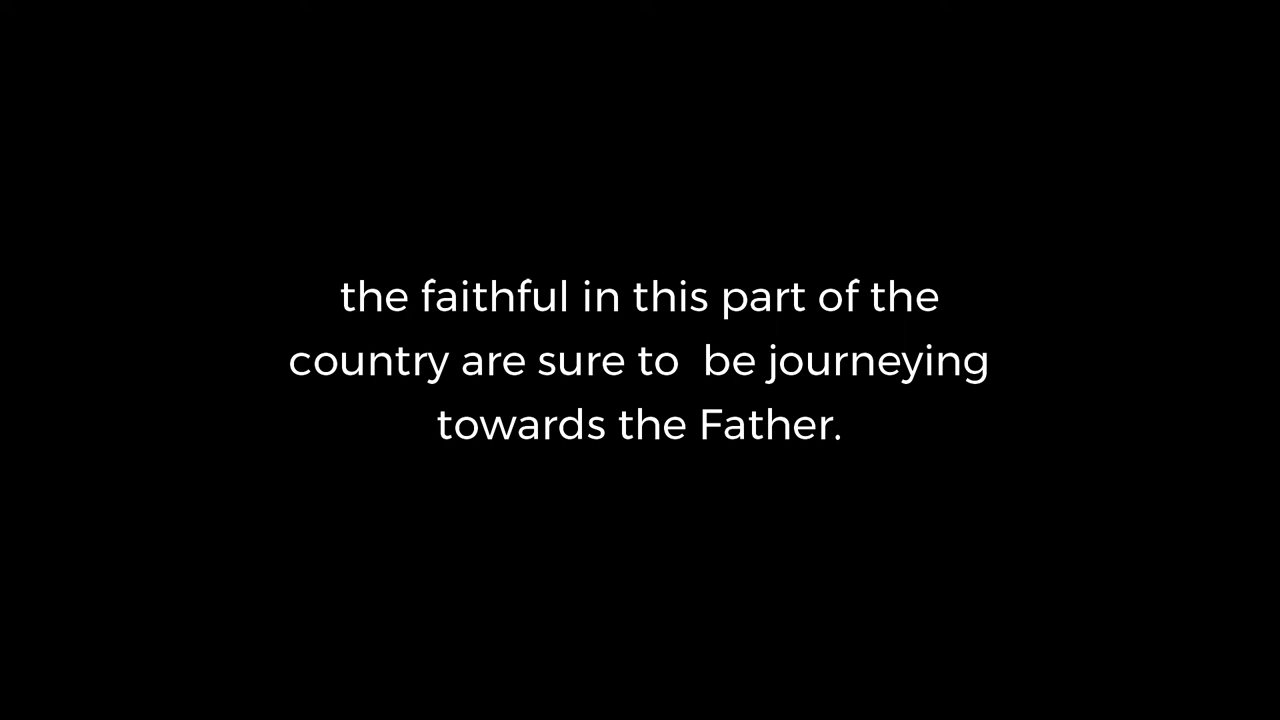 the faithful in this part of the
country are sure to  be journeying
towards the Father.